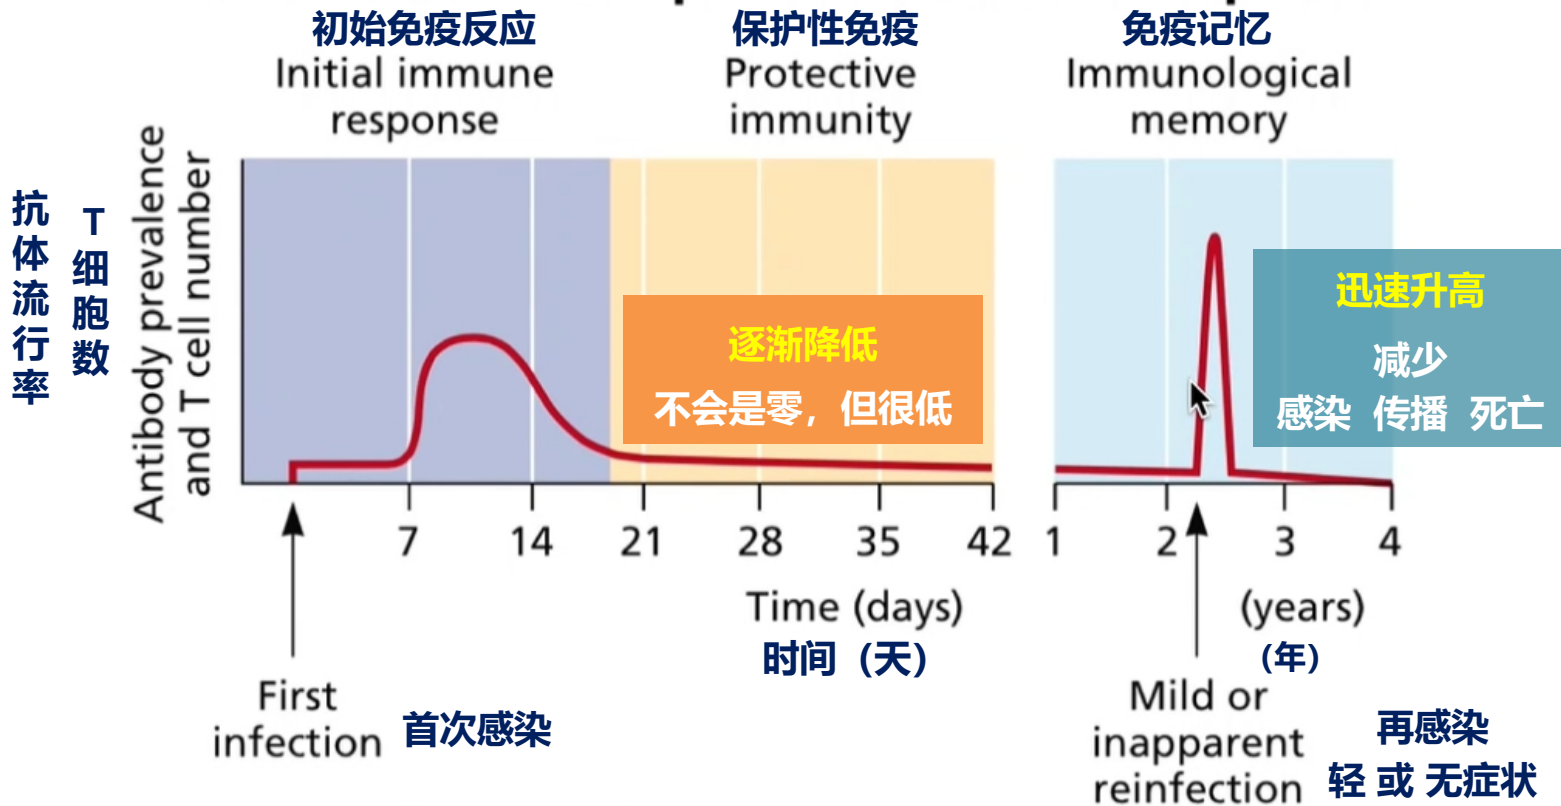 初始免疫反应
Initial immune
response
保护性免疫
Protective
immunity
免疫记忆
Immunological
memory
抗体流行率
T细胞数
Antibody prevalence
and T cell number
逐渐降低
不会是零，但很低
迅速升高
减少
感染 传播 死亡
7 14 21 28 35 42 1 2 3 4
Time (days)
时间（天）
(years)
（年）
First
infection
首次感染
Mild or
inapparent
reinfection
再感染
轻 或 无症状